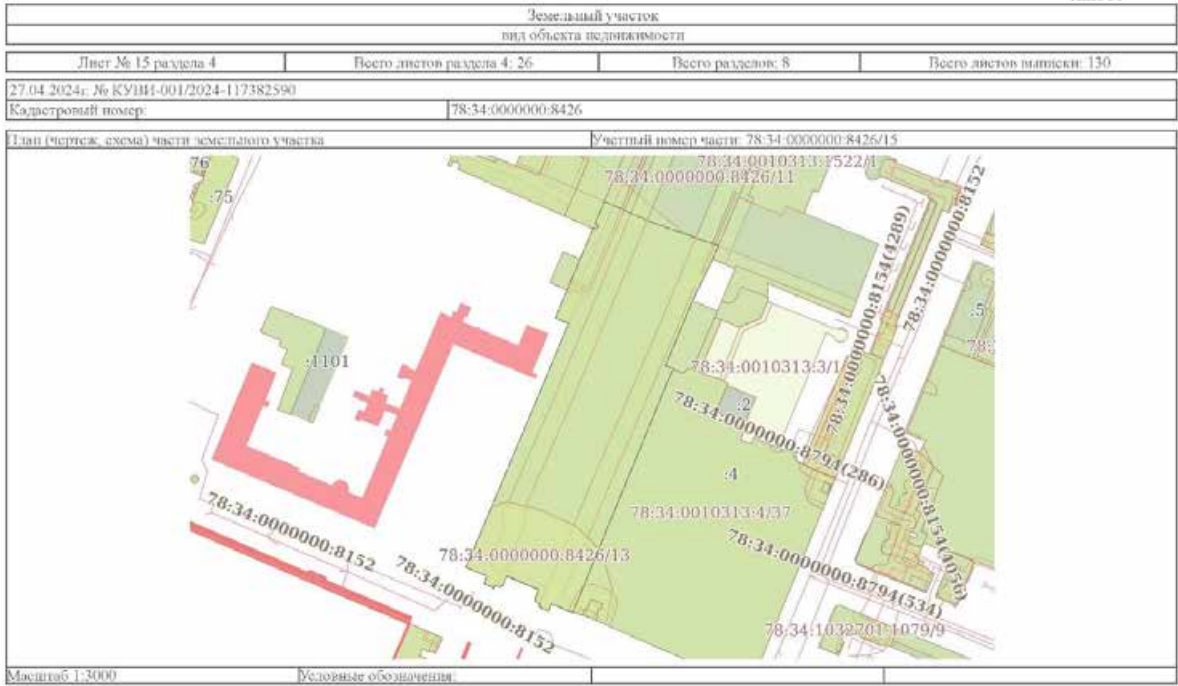 Земельный участок
вид объекта недвижимости
Лист № 15 раздела 4 Всего листов раздела 4: 26 Всего разделов: 8 Всего листов выписки: 130
27.04.2024г. № КУВИ-001/2024-117382590
Кадастровый номер: 78:34:0000000:8426
План (чертеж, схема) части земельного участка Учетный номер части: 78:34:0000000:8426/15
76
78:34:0010313:1522/1
78:34:0000000:8426/11
:75
78:34:0000000:8152
78:34:0000000:8154(4289)
:5
78:
:1101
78:34:0010313:3/1
:2
78:34:0000000:8794(286)
78:34:0000000:8154(3056)
:4
78:34:0010313:4/37
78:34:0000000:8152
78:34:0000000:8426/13
78:34:0000000:8794(534)
78:34:0000000:8152
78:34:1032701:1079/9
Масштаб 1:3000 Условные обозначения: